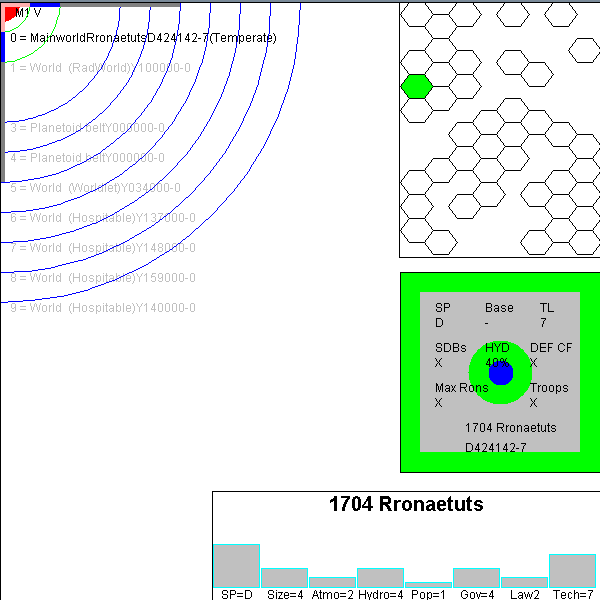 M1 V
0 = MainworldRronaetutsD424142-7(Temperate)
1 = World (RadWorld)Y100000-0
3 = Planetoid beltY000000-0
4 = Planetoid beltY000000-0
5 = World (Worldlet)Y034000-0
6 = World (Hospitable)Y137000-0
7 = World (Hospitable)Y148000-0
8 = World (Hospitable)Y159000-0
9 = World (Hospitable)Y140000-0
SP Base TL
D - 7
SDBs HYD DEF CF
X 40% X
Max Rons Troops
X X
1704 Rronaetuts
D424142-7
1704 Rronaetuts
SP=D Size=4 Atmo=2 Hydro=4 Pop=1 Gov=4 Law2 Tech=7